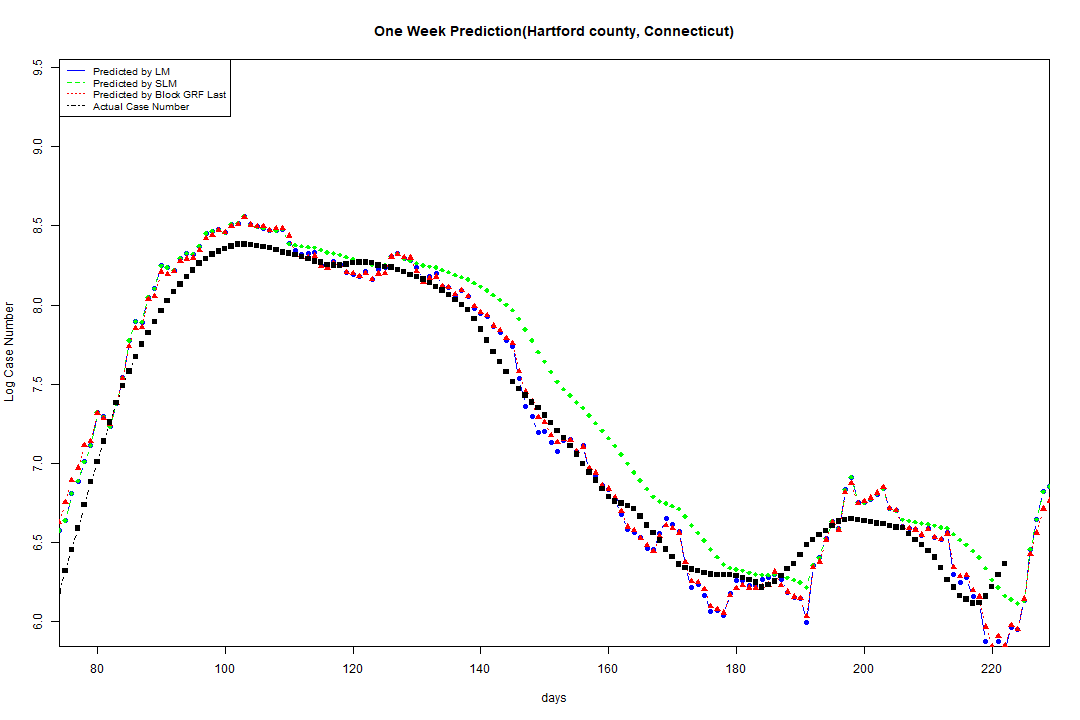 One Week Prediction(Hartford county, Connecticut)
Predicted by LM
Predicted by SLM
Predicted by Block GRF Last
Actual Case Number
Log Case Number
9.5
9.0
8.5
8.0
7.5
7.0
6.5
6.0
80 100 120 140 160 180 200 220
days